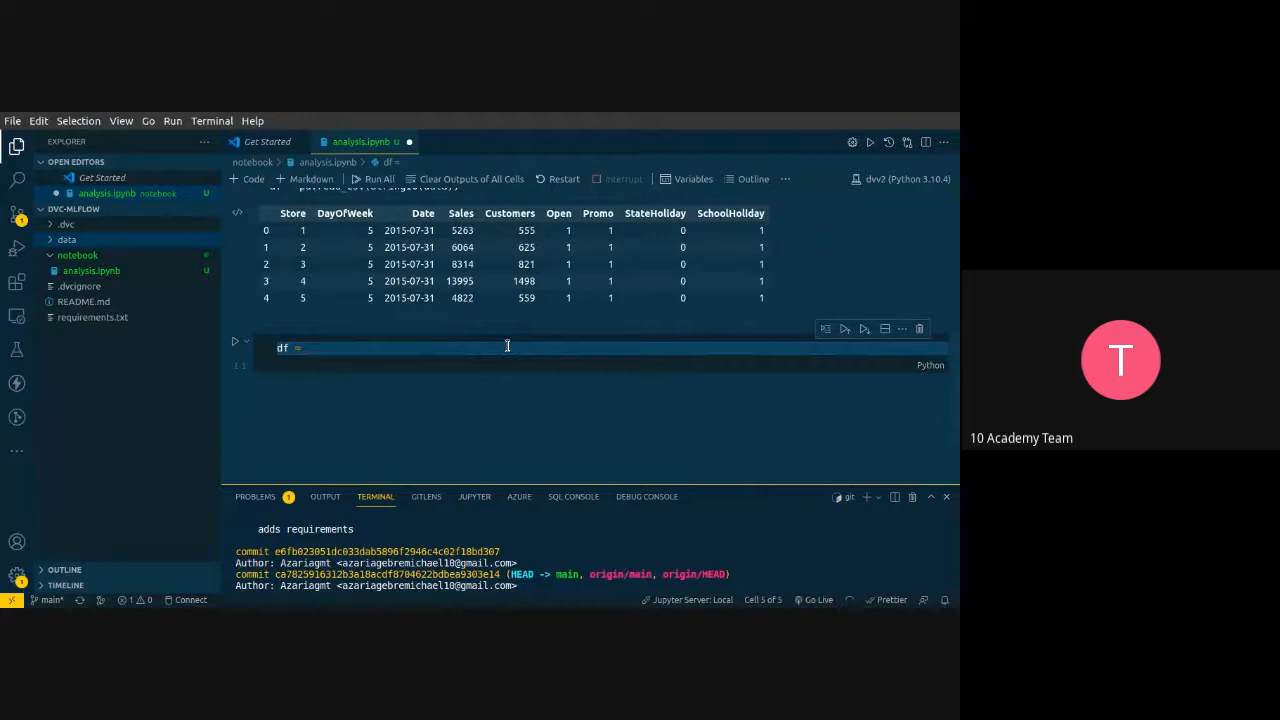 File Edit Selection View Go Run Terminal Help
EXPLORER
OPEN EDITORS
Get Started
analysis.ipynb notebook U
DVC-MLFLOW
.dvc
data
notebook
analysis.ipynb U
.dvcignore
README.md
requirements.txt
OUTLINE
TIMELINE
Get Started analysis.ipynb U
notebook > analysis.ipynb > df =
+ Code + Markdown Run All Clear Outputs of All Cells Restart Interrupt Variables Outline ... dvv2 (Python 3.10.4)
Store DayOfWeek Date Sales Customers Open Promo StateHoliday SchoolHoliday
0 1 5 2015-07-31 5263 555 1 1 0 1
1 2 5 2015-07-31 6064 625 1 1 0 1
2 3 5 2015-07-31 8314 821 1 1 0 1
3 4 5 2015-07-31 13995 1498 1 1 0 1
4 5 5 2015-07-31 4822 559 1 1 0 1
df =
[ ] Python
PROBLEMS 1 OUTPUT TERMINAL GITLENS JUPYTER AZURE SQL CONSOLE DEBUG CONSOLE git
adds requirements
commit e6fb023051dc033dab5896f2946c4c02f18bd307
Author: Azariagmt <azariagebremichael10@gmail.com>
commit ca7825916312b3a18acdf8704622bdbea9303e14 (HEAD -> main, origin/main, origin/HEAD)
Author: Azariagmt <azariagebremichael10@gmail.com>
main* 1 0 Connect Jupyter Server: Local Cell 5 of 5 Go Live Prettier
T
10 Academy Team